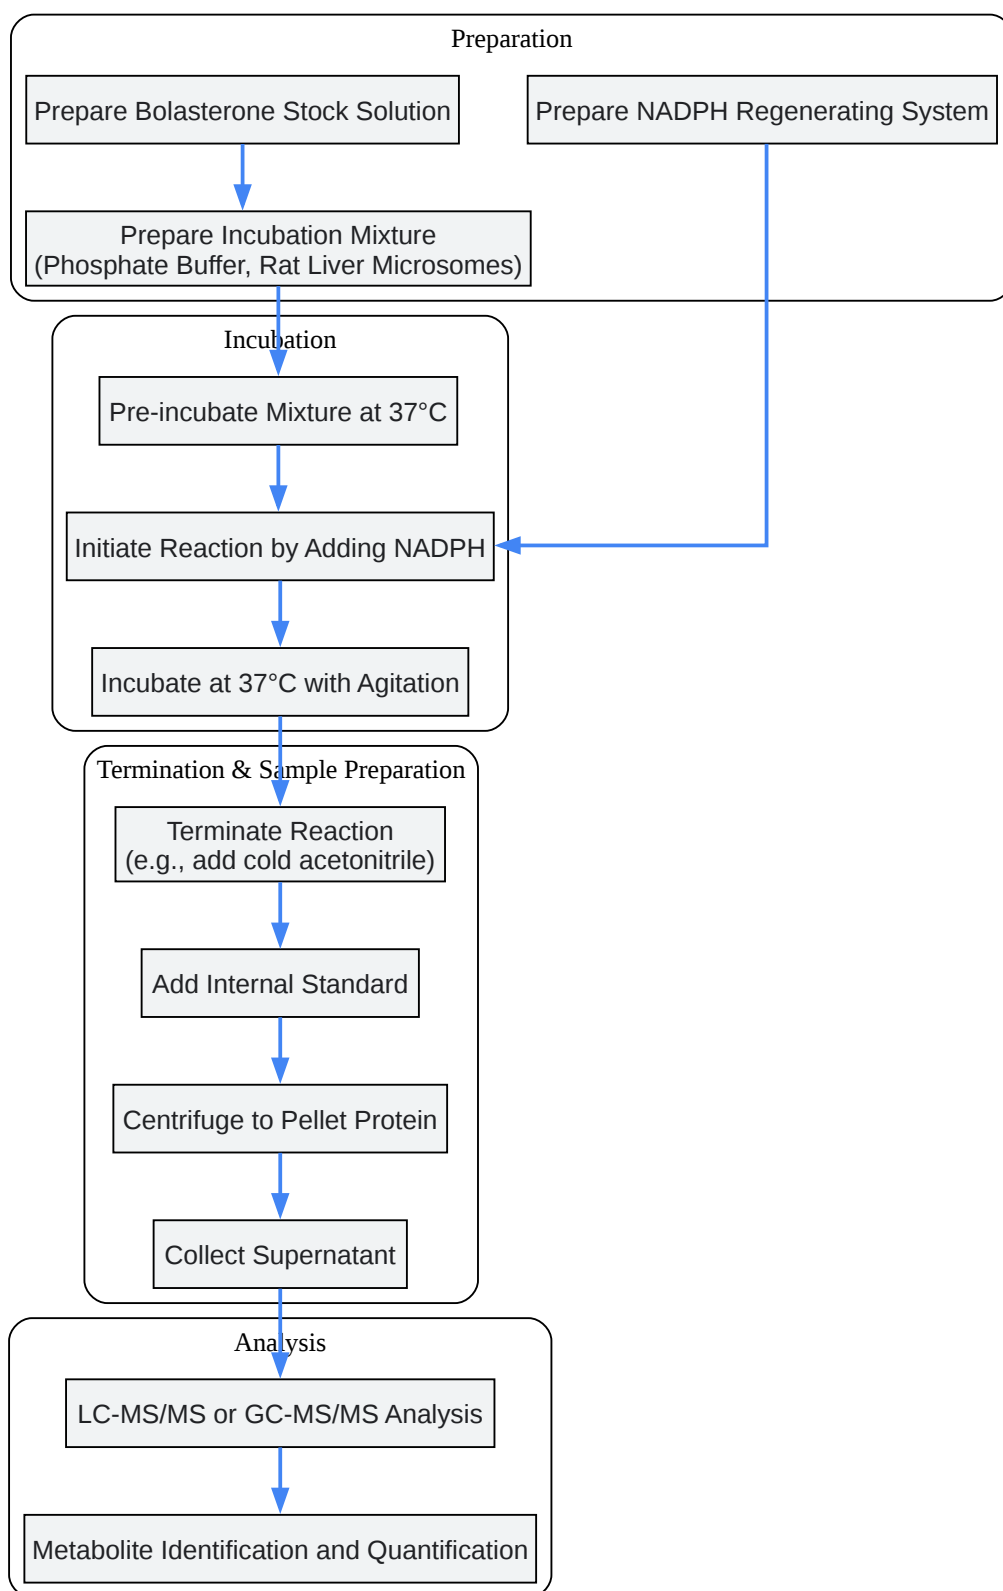 Preparation
Prepare Bolasterone Stock Solution
Prepare NADPH Regenerating System
Prepare Incubation Mixture
(Phosphate Buffer, Rat Liver Microsomes)
Incubation
Pre-incubate Mixture at 37°C
Initiate Reaction by Adding NADPH
Incubate at 37°C with Agitation
Termination & Sample Preparation
Terminate Reaction
(e.g., add cold acetonitrile)
Add Internal Standard
Centrifuge to Pellet Protein
Collect Supernatant
Analysis
LC-MS/MS or GC-MS/MS Analysis
Metabolite Identification and Quantification